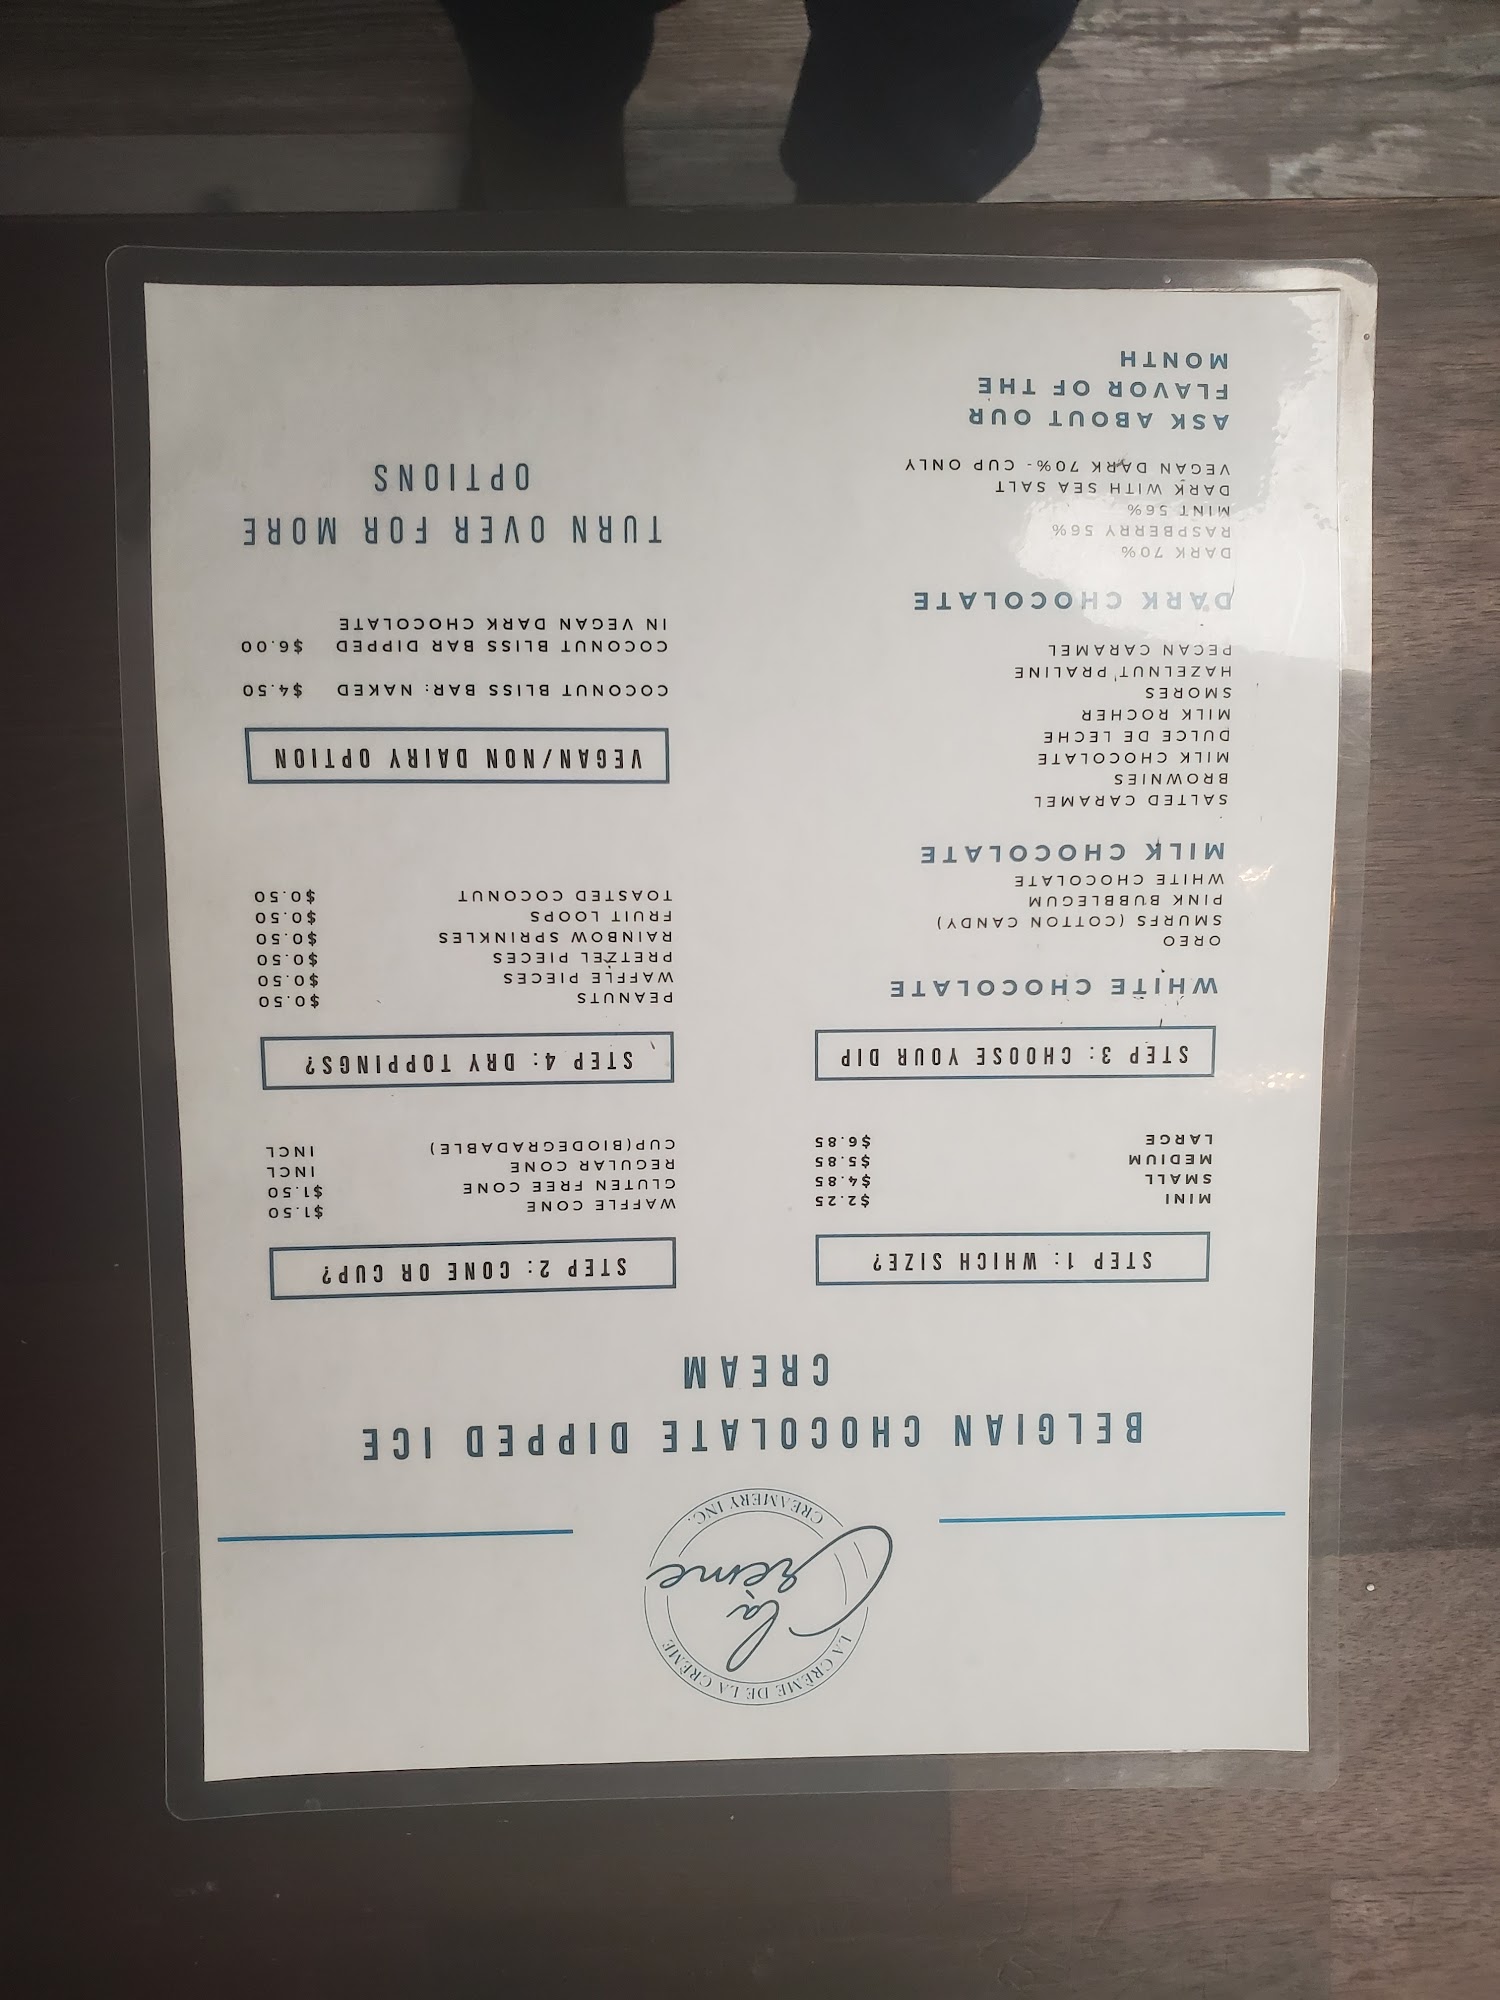 LA CRÈME DE LA CRÈME
la Crème
CREAMERY INC.
BELGIAN CHOCOLATE DIPPED ICE
CREAM
STEP 1: WHICH SIZE?
MINI $2.25
SMALL $4.85
MEDIUM $5.85
LARGE $6.85
STEP 3: CHOOSE YOUR DIP
WHITE CHOCOLATE
OREO
SMURFS (COTTON CANDY)
PINK BUBBLEGUM
WHITE CHOCOLATE
MILK CHOCOLATE
SALTED CARAMEL
BROWNIES
MILK CHOCOLATE
DULCE DE LECHE
MILK ROCHER
SMORES
HAZELNUT PRALINE
PECAN CARAMEL
DARK CHOCOLATE
DARK 70%
RASPBERRY 56%
MINT 56%
DARK WITH SEA SALT
VEGAN DARK 70% - CUP ONLY
ASK ABOUT OUR
FLAVOR OF THE
MONTH
STEP 2: CONE OR CUP?
WAFFLE CONE $1.50
GLUTEN FREE CONE $1.50
REGULAR CONE INCL
CUP(BIODEGRADABLE) INCL
STEP 4: DRY TOPPINGS?
PEANUTS $0.50
WAFFLE PIECES $0.50
PRETZEL PIECES $0.50
RAINBOW SPRINKLES $0.50
FRUIT LOOPS $0.50
TOASTED COCONUT $0.50
VEGAN/NON DAIRY OPTION
COCONUT BLISS BAR: NAKED $4.50
COCONUT BLISS BAR DIPPED $6.00
IN VEGAN DARK CHOCOLATE
TURN OVER FOR MORE
OPTIONS